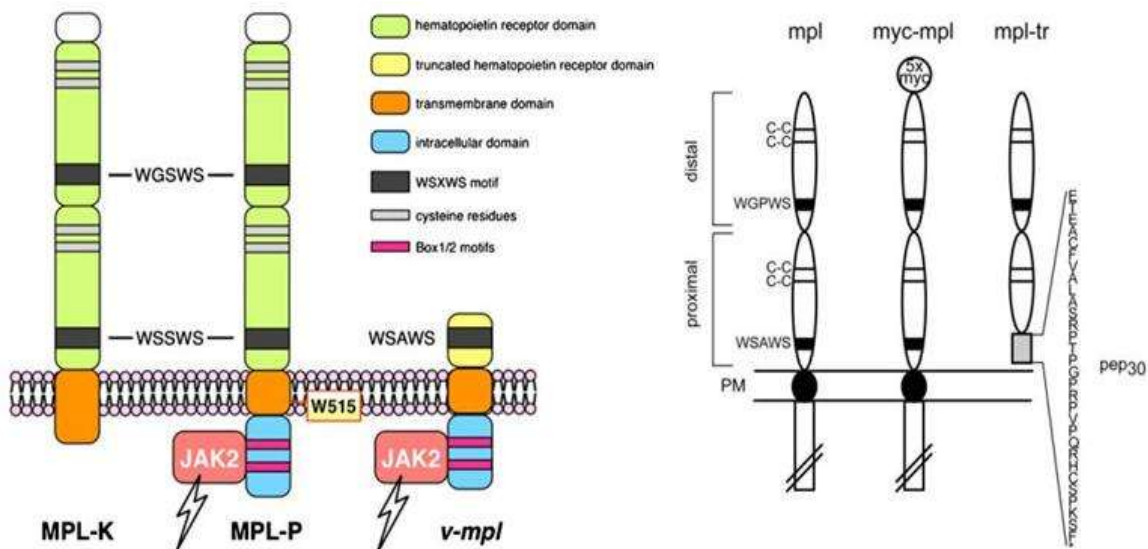 hematopoietin receptor domain
truncated hematopoietin receptor domain
transmembrane domain
intracellular domain
WSXWS motif
cysteine residues
Box1/2 motifs
WGSWS
WSSWS
WSAWS
W515
JAK2
JAK2
MPL-K
MPL-P
v-mpl
mpl
myc-mpl
mpl-tr
5x
myc
distal
C-C
C-C
WGPWS
proximal
C-C
C-C
WSAWS
PM
ETEACFVALASRPTPGPRPVPQRHCSPKSF*
pep30